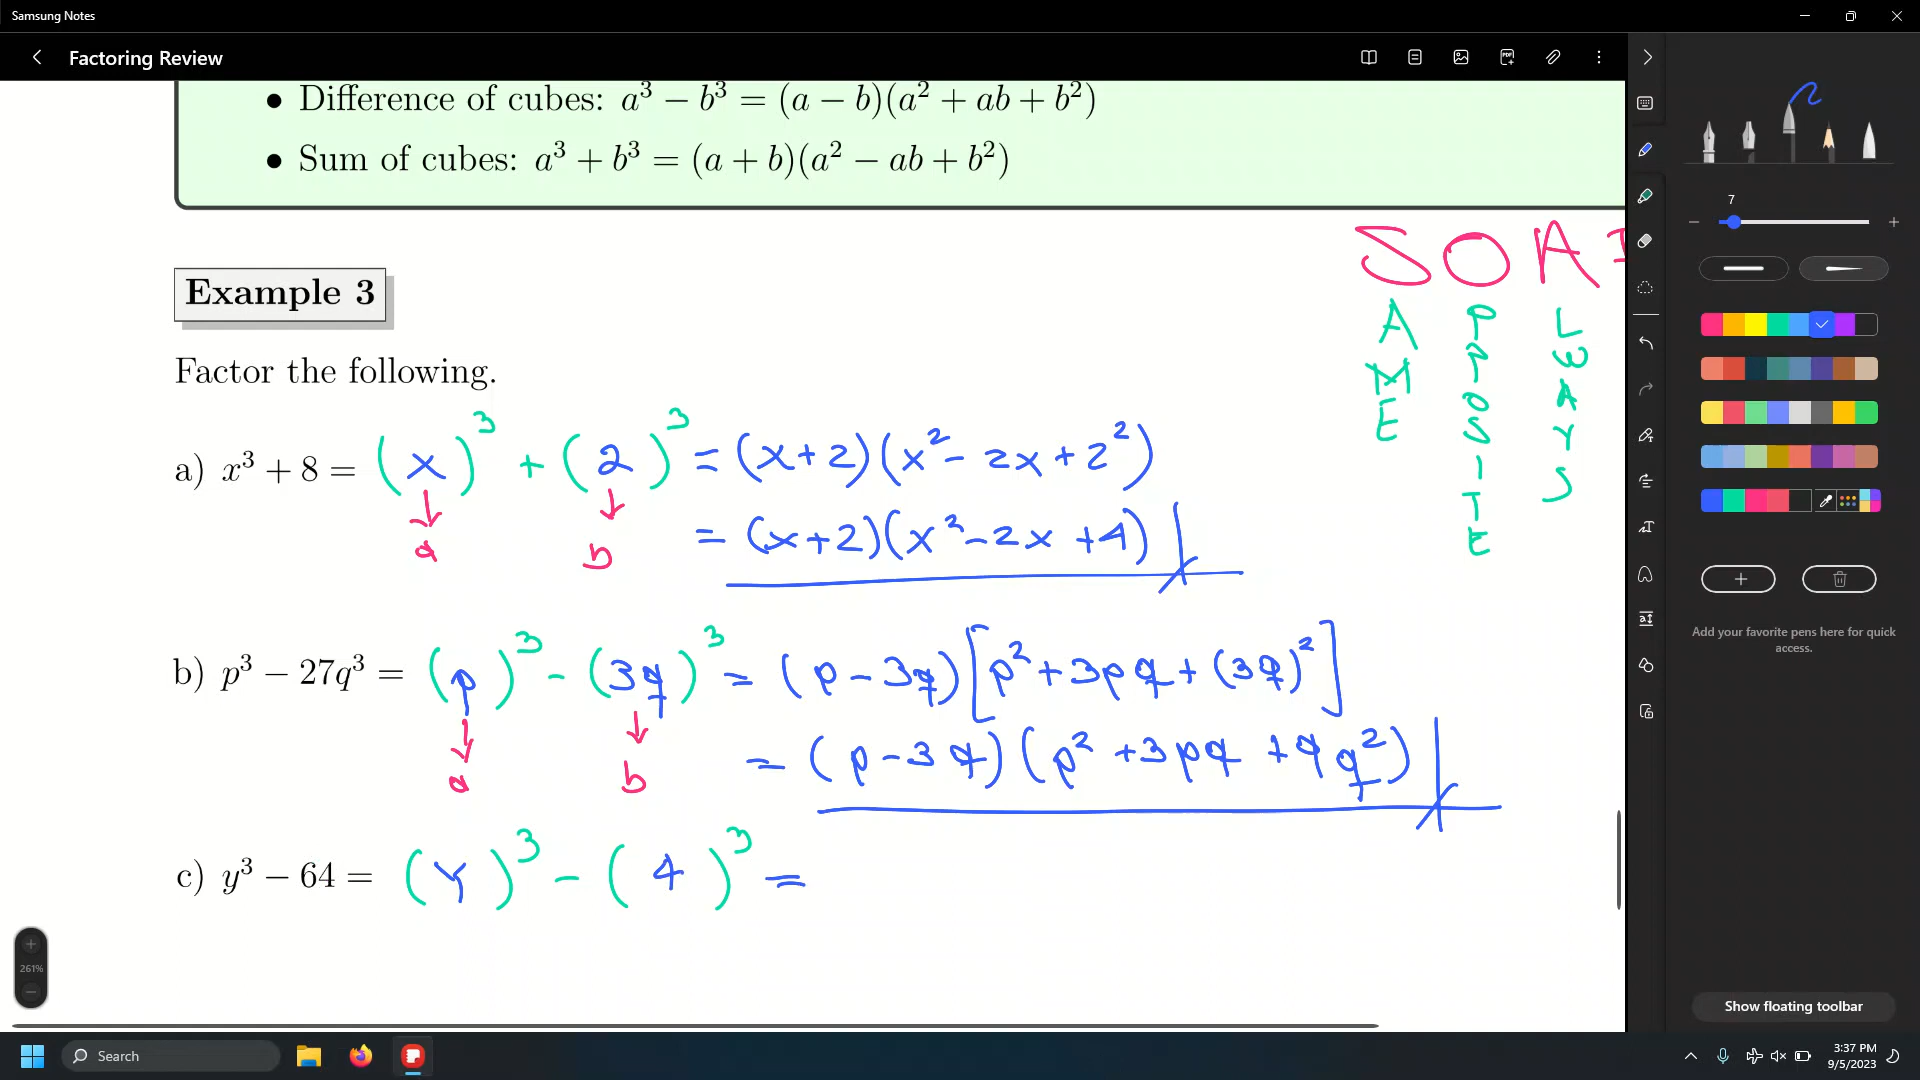 Samsung Notes
Factoring Review
• Difference of cubes: a³ − b³ = (a − b)(a² + ab + b²)
• Sum of cubes: a³ + b³ = (a + b)(a² − ab + b²)
7
SOA
Example 3
AME
PPOSITE
LWAYS
Factor the following.
a) x³ + 8 = (x)³ + (2)³ = (x+2)(x² - 2x + 2²)
a b
= (x+2)(x² - 2x + 4)
Add your favorite pens here for quick
access.
b) p³ − 27q³ = (p)³ - (3q)³ = (p - 3q)[p² + 3pq + (3q)²]
a b
= (p - 3q)(p² + 3pq + 9q²)
c) y³ − 64 = (y)³ - (4)³ =
261%
Show floating toolbar
Search
3:37 PM
9/5/2023